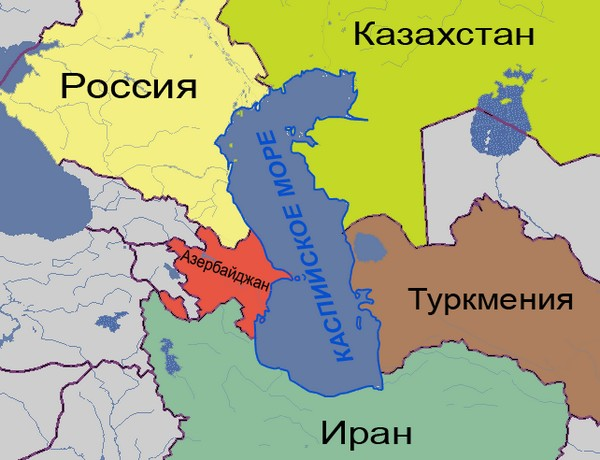 Казахстан
Россия
КАСПИЙСКОЕ МОРЕ
Азербайджан
Туркмения
Иран